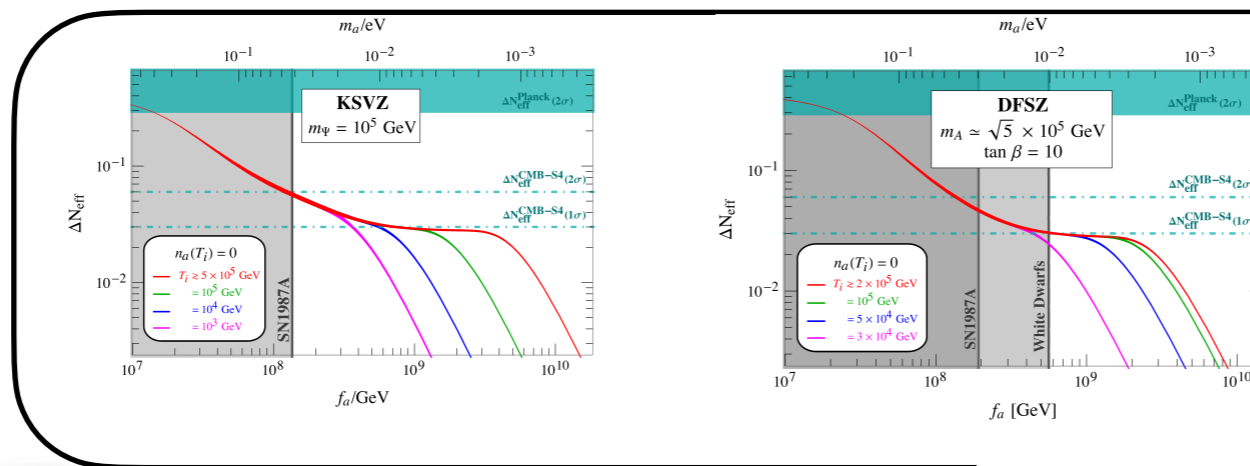 m_a/eV
10^-1
10^-2
10^-3
ΔN_eff^Planck (2σ)
KSVZ
m_Ψ = 10^5 GeV
ΔN_eff
10^-1
10^-2
ΔN_eff^CMB−S4 (2σ)
ΔN_eff^CMB−S4 (1σ)
n_a(T_i) = 0
T_i ≳ 5 × 10^5 GeV
= 10^5 GeV
= 10^4 GeV
= 10^3 GeV
SN1987A
10^7
10^8
10^9
10^10
f_a/GeV
m_a/eV
10^-1
10^-2
10^-3
ΔN_eff^Planck (2σ)
DFSZ
m_A ≃ √5 × 10^5 GeV
tan β = 10
ΔN_eff
10^-1
10^-2
ΔN_eff^CMB−S4 (2σ
ΔN_eff^CMB−S4 (1σ
n_a(T_i) = 0
T_i ≳ 2 × 10^5 GeV
= 10^5 GeV
= 5 × 10^4 GeV
= 3 × 10^4 GeV
SN1987A
White Dwarfs
10^7
10^8
10^9
10^10
f_a [GeV]